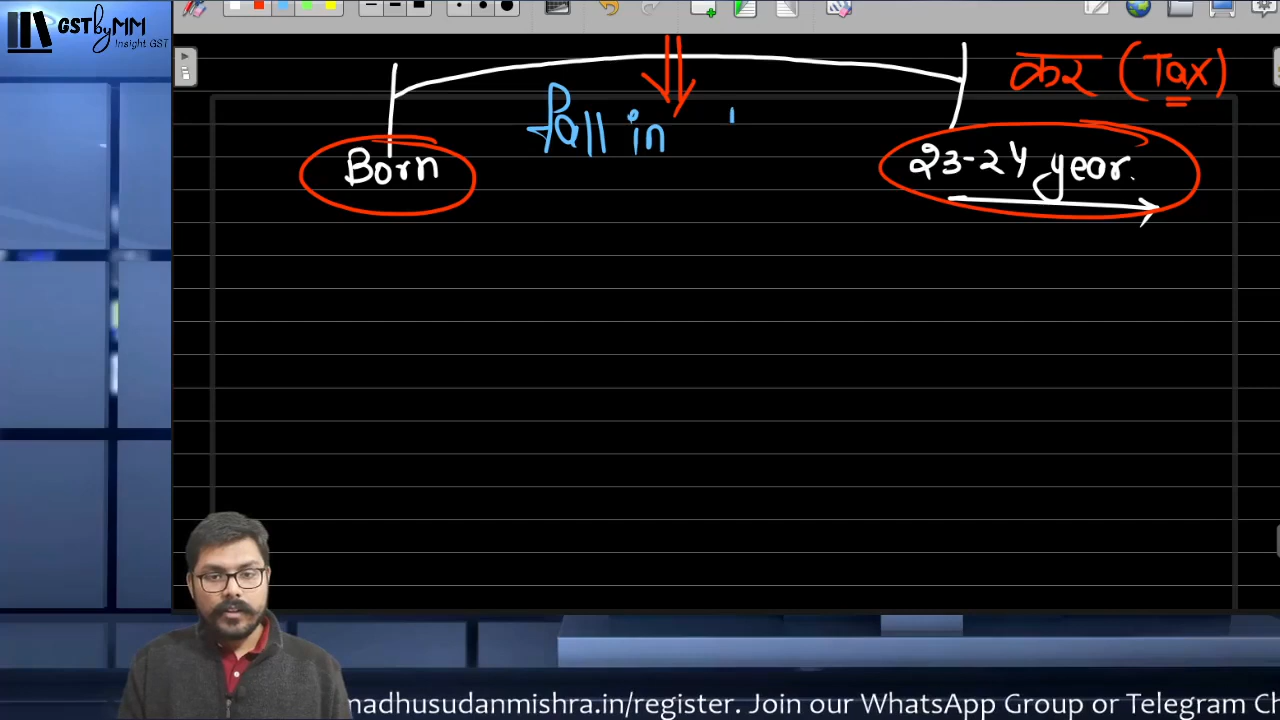 GSTbyMM
Insight GST
कर (Tax)
fall in
Born
23-24 year.
madhusudanmishra.in/register. Join our WhatsApp Group or Telegram Ch